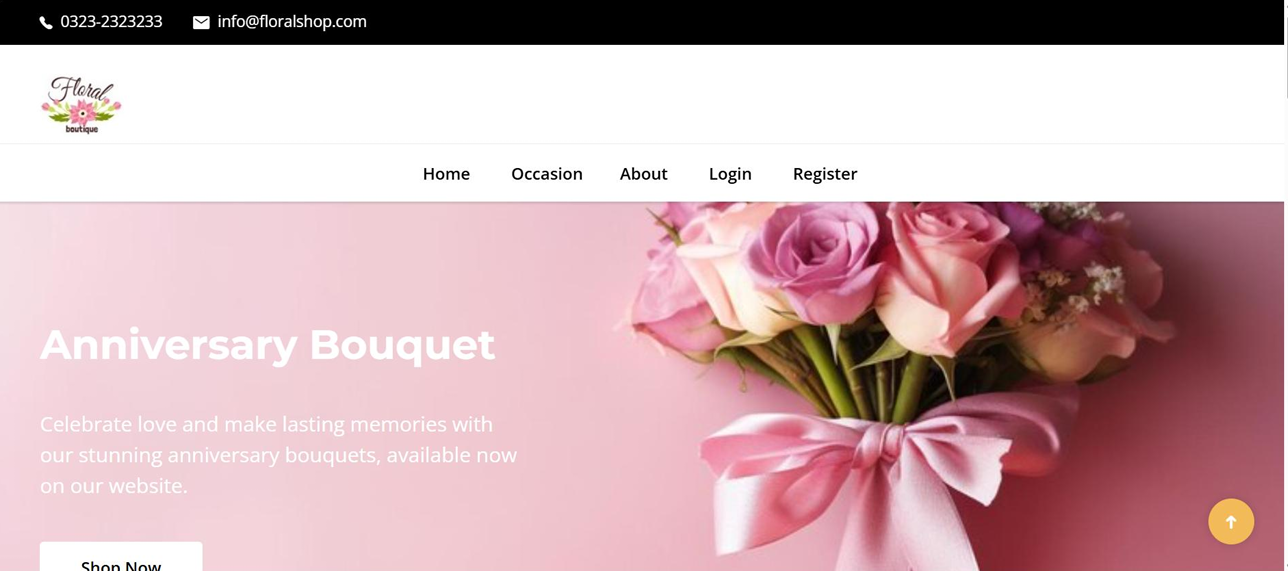 0323-2323233 info@floralshop.com
Floral
boutique
Home Occasion About Login Register
Anniversary Bouquet
Celebrate love and make lasting memories with
our stunning anniversary bouquets, available now
on our website.
Shop Now